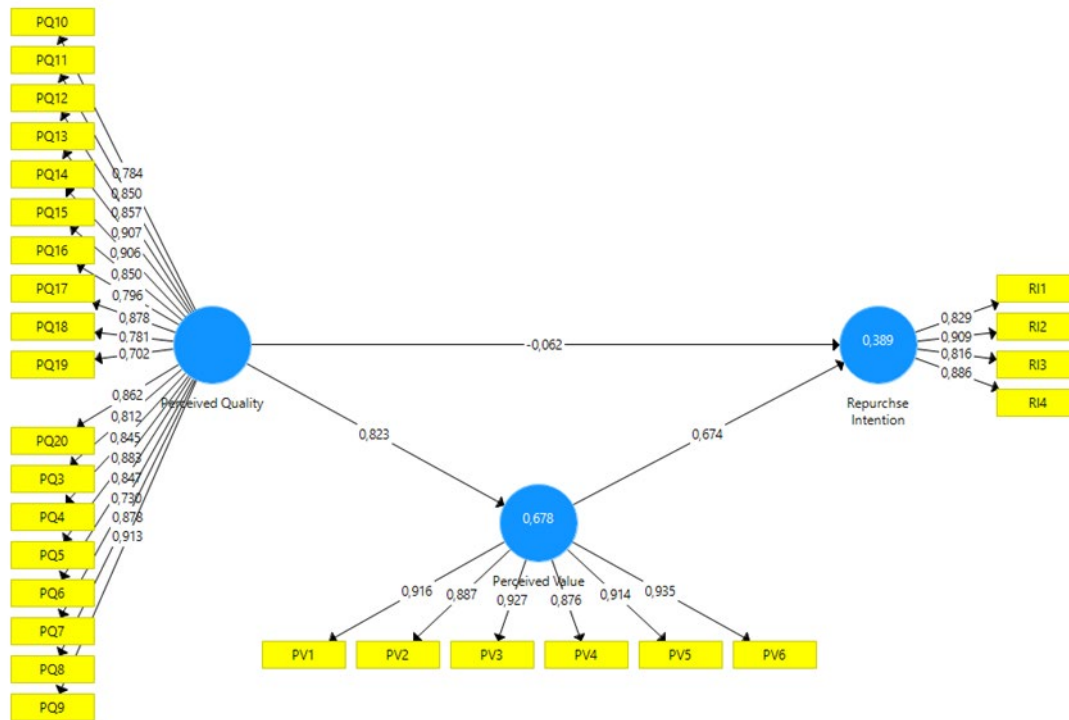 PQ10
PQ11
PQ12
PQ13
PQ14
PQ15
PQ16
PQ17
PQ18
PQ19
0,784
0,850
0,857
0,907
0,906
0,850
0,796
0,878
0,781
0,702
0,862
0,812
0,845
0,883
0,847
0,730
0,878
0,913
PQ20
PQ3
PQ4
PQ5
PQ6
PQ7
PQ8
PQ9
Perceived Quality
-0,062
0,823
0,674
0,389
Repurchse
Intention
0,829
0,909
0,816
0,886
RI1
RI2
RI3
RI4
0,678
Perceived Value
0,916
0,887
0,927
0,876
0,914
0,935
PV1
PV2
PV3
PV4
PV5
PV6